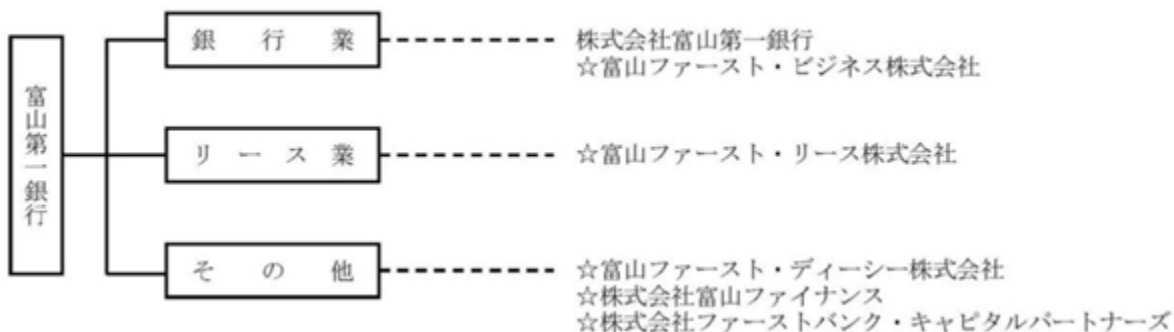 富山第一銀行
銀行業
株式会社富山第一銀行
☆富山ファースト・ビジネス株式会社
リース業
☆富山ファースト・リース株式会社
その他
☆富山ファースト・ディーシー株式会社
☆株式会社富山ファイナンス
☆株式会社ファーストバンク・キャピタルパートナーズ